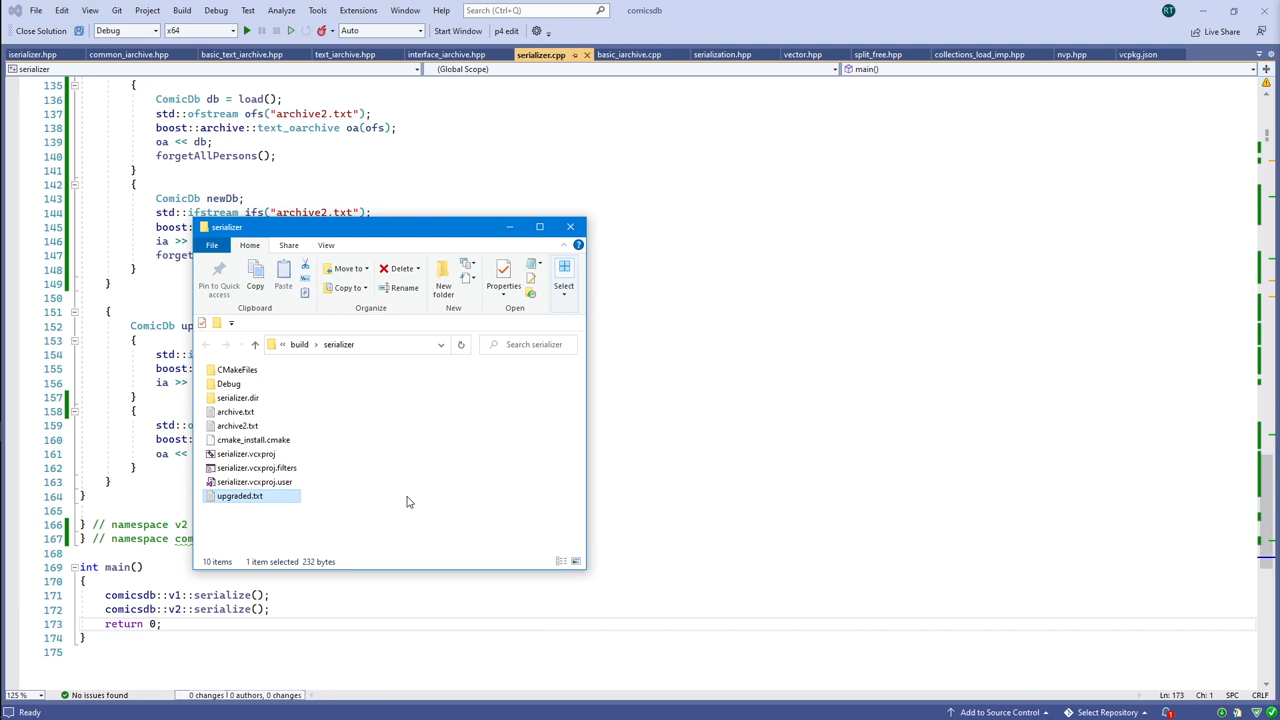 File Edit View Git Project Build Debug Test Analyze Tools Extensions Window Help Search (Ctrl+Q) comicsdb RT
Close Solution Debug x64 Auto Start Window p4 edit Live Share
serializer.hpp common_iarchive.hpp basic_text_iarchive.hpp text_iarchive.hpp interface_iarchive.hpp serializer.cpp basic_iarchive.cpp serialization.hpp vector.hpp split_free.hpp collections_load_imp.hpp nvp.hpp vcpkg.json
serializer (Global Scope) main()
135 {
136 ComicDb db = load();
137 std::ofstream ofs("archive2.txt");
138 boost::archive::text_oarchive oa(ofs);
139 oa << db;
140 forgetAllPersons();
141 }
142 {
143 ComicDb newDb;
144 std::ifstream ifs("archive2.txt");
145 boost:
146 ia >>
147 forget
148 }
149 }
150
151 {
152 ComicDb up
153 {
154 std::i
155 boost:
156 ia >>
157 }
158 {
159 std::o
160 boost:
161 oa <<
162 }
163 }
164 }
165
166 } // namespace v2
167 } // namespace com
168
169 int main()
170 {
171 comicsdb::v1::serialize();
172 comicsdb::v2::serialize();
173 return 0;
174 }
175
serializer
File Home Share View
Pin to Quick access Copy Paste Move to Copy to Delete Rename New folder Properties Select
Clipboard Organize New Open
« build › serializer Search serializer
CMakeFiles
Debug
serializer.dir
archive.txt
archive2.txt
cmake_install.cmake
serializer.vcxproj
serializer.vcxproj.filters
serializer.vcxproj.user
upgraded.txt
10 items 1 item selected 232 bytes
125 % No issues found 0 changes | 0 authors, 0 changes Ln: 173 Ch: 1 SPC CRLF
Ready Add to Source Control Select Repository 1